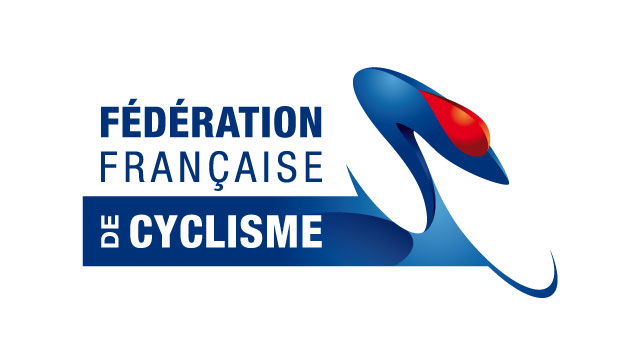 FÉDÉRATION
FRANÇAISE
DE CYCLISME